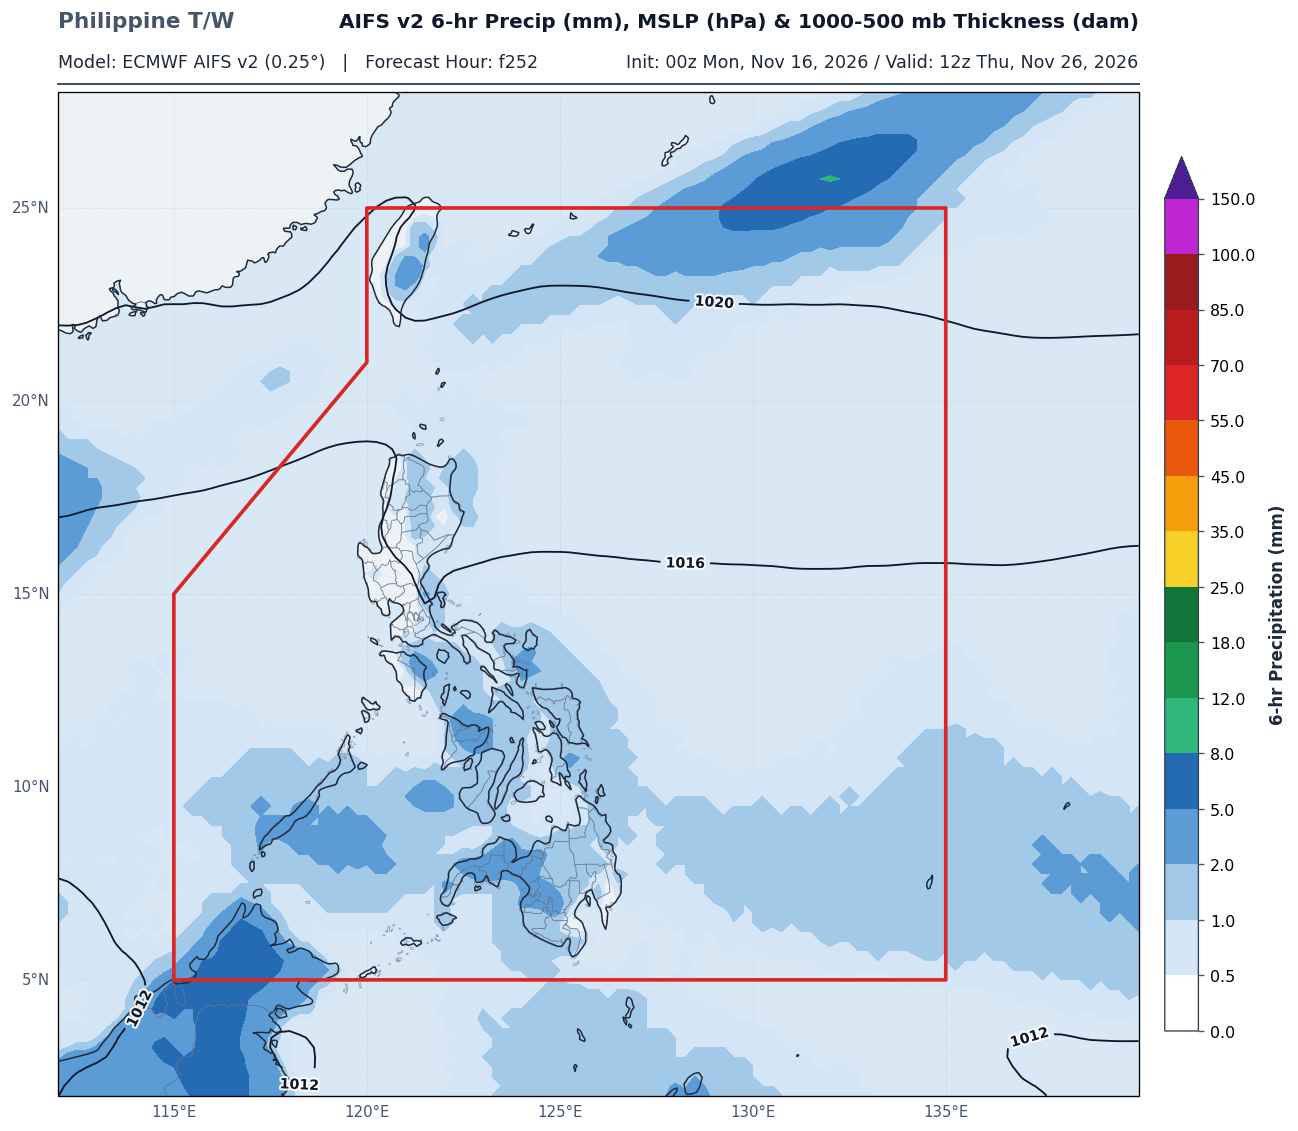 Philippine T/W
AIFS v2 6-hr Precip (mm), MSLP (hPa) & 1000-500 mb Thickness (dam)
Model: ECMWF AIFS v2 (0.25°)   |   Forecast Hour: f252
Init: 00z Mon, Nov 16, 2026 / Valid: 12z Thu, Nov 26, 2026
25°N
20°N
15°N
10°N
5°N
115°E
120°E
125°E
130°E
135°E
1020
1016
1012
1012
1012
150.0
100.0
85.0
70.0
55.0
45.0
35.0
25.0
18.0
12.0
8.0
5.0
2.0
1.0
0.5
0.0
6-hr Precipitation (mm)